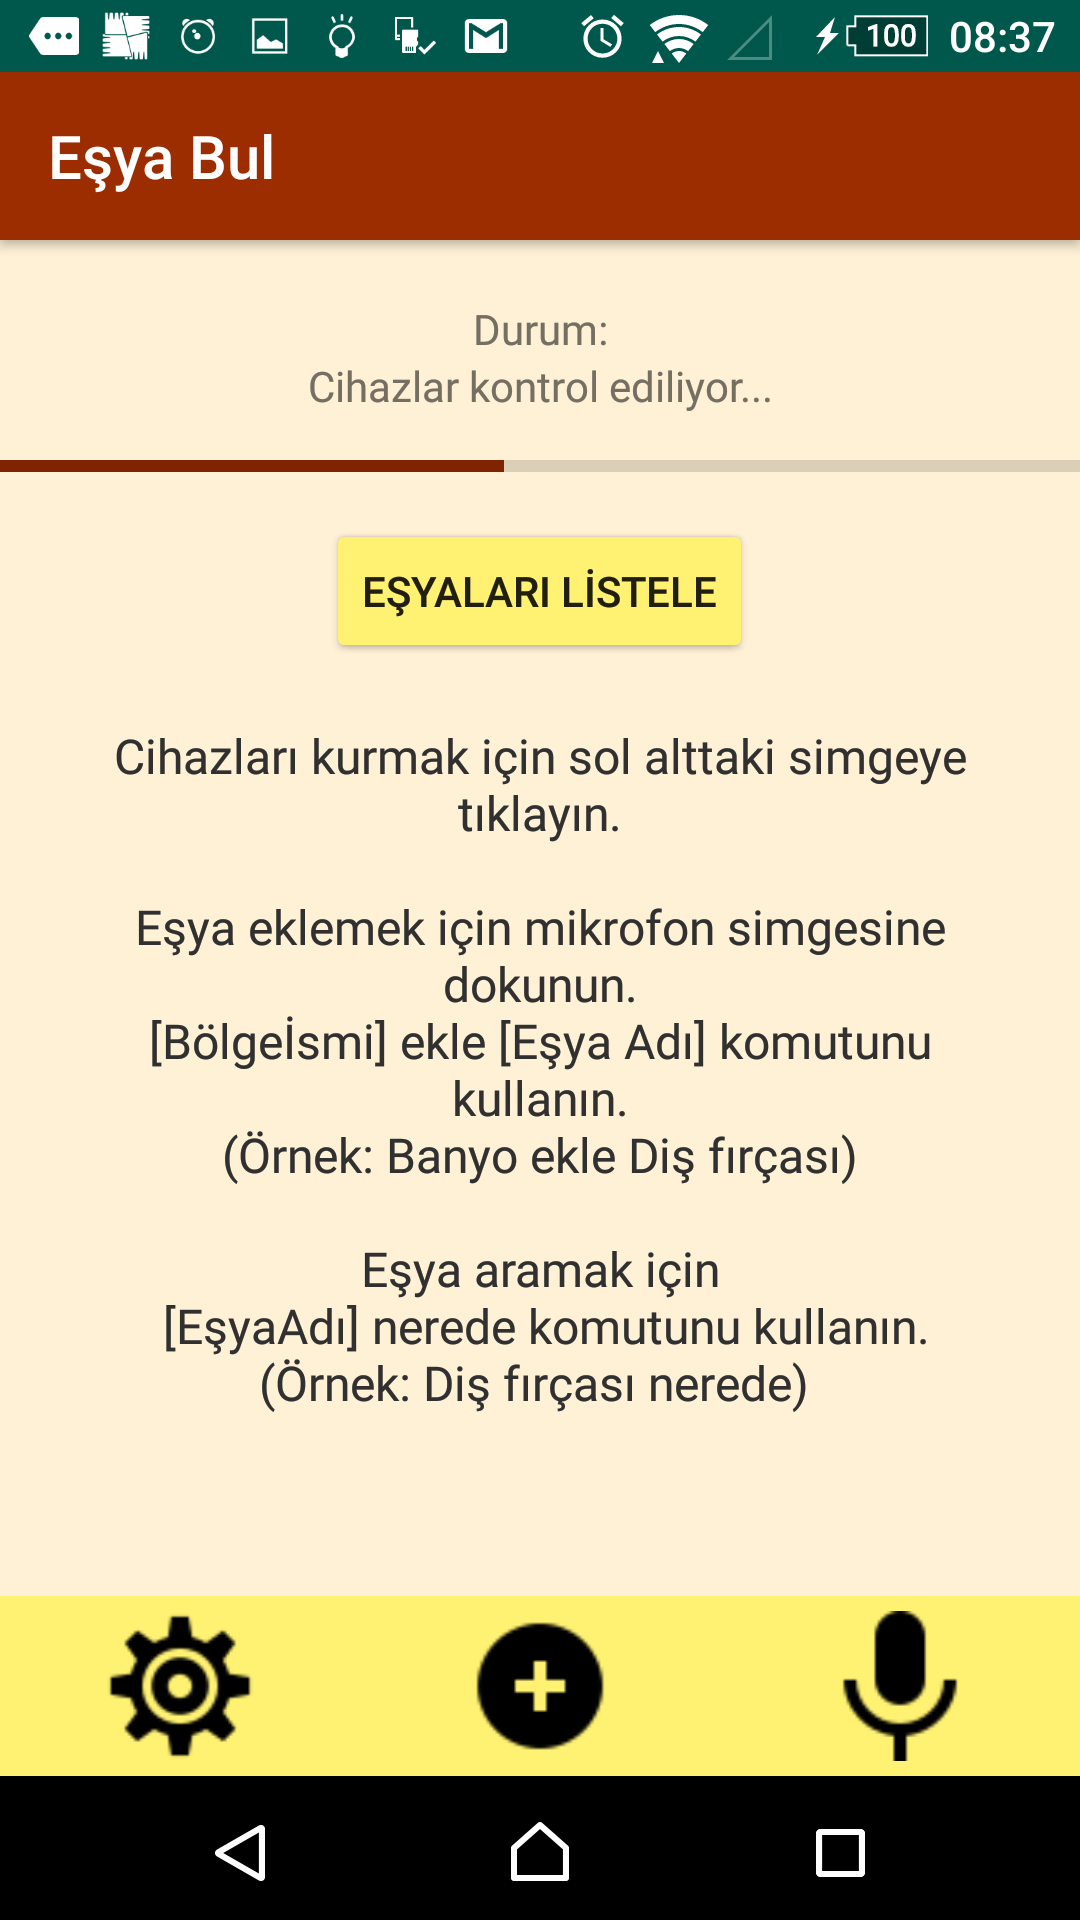 100 08:37
Eşya Bul
Durum:
Cihazlar kontrol ediliyor...
EŞYALARI LİSTELE
Cihazları kurmak için sol alttaki simgeye
tıklayın.
Eşya eklemek için mikrofon simgesine
dokunun.
[Bölgeİsmi] ekle [Eşya Adı] komutunu
kullanın.
(Örnek: Banyo ekle Diş fırçası)
Eşya aramak için
[EşyaAdı] nerede komutunu kullanın.
(Örnek: Diş fırçası nerede)